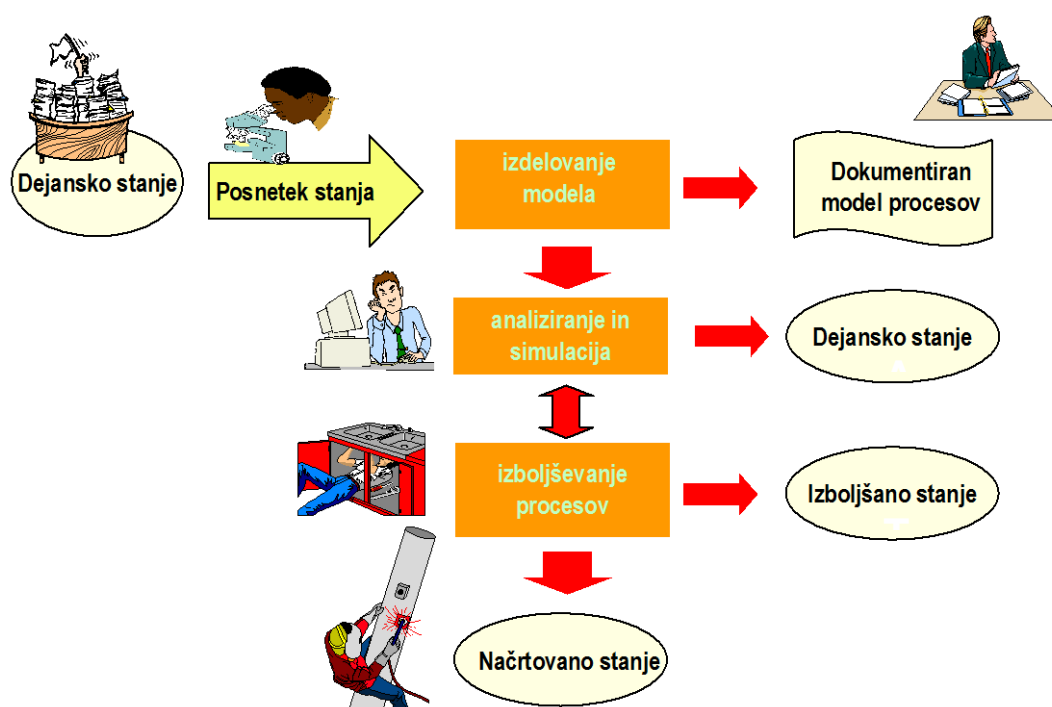 Dejansko stanje
Posnetek stanja
izdelovanje
modela
Dokumentiran
model procesov
analiziranje in
simulacija
Dejansko stanje
izboljševanje
procesov
Izboljšano stanje
Načrtovano stanje